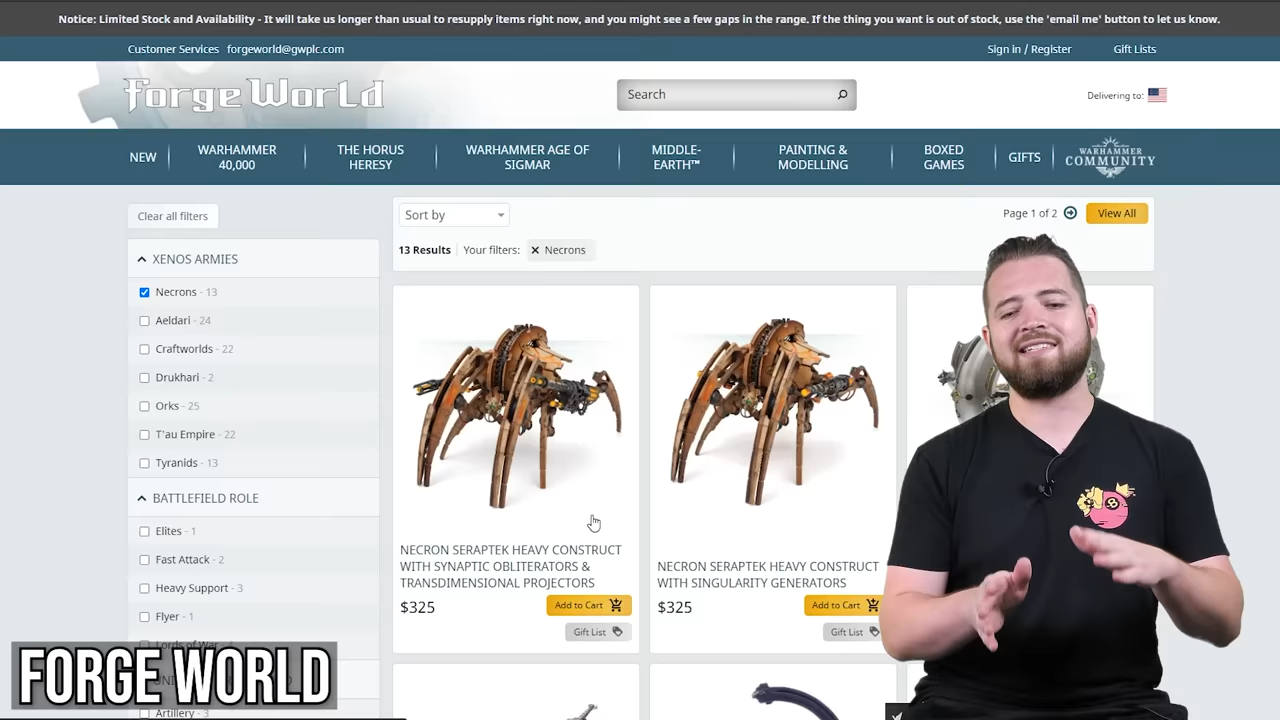 Notice: Limited Stock and Availability - It will take us longer than usual to resupply items right now, and you might see a few gaps in the range. If the thing you want is out of stock, use the 'email me' button to let us know.
Customer Services forgeworld@gwplc.com
Sign in / Register Gift Lists
Forge World
Search
Delivering to:
NEW
WARHAMMER
40,000
THE HORUS
HERESY
WARHAMMER AGE OF
SIGMAR
MIDDLE-
EARTH™
PAINTING &
MODELLING
BOXED
GAMES
GIFTS
WARHAMMER
COMMUNITY
Clear all filters
Sort by
Page 1 of 2
View All
13 Results Your filters: ✕ Necrons
XENOS ARMIES
Necrons - 13
Aeldari - 24
Craftworlds - 22
Drukhari - 2
Orks - 25
T'au Empire - 22
Tyranids - 13
BATTLEFIELD ROLE
Elites - 1
Fast Attack - 2
Heavy Support - 3
Flyer - 1
Lords of War
Artillery - 3
NECRON SERAPTEK HEAVY CONSTRUCT
WITH SYNAPTIC OBLITERATORS &
TRANSDIMENSIONAL PROJECTORS
$325
Add to Cart
Gift List
NECRON SERAPTEK HEAVY CONSTRUCT
WITH SINGULARITY GENERATORS
$325
Add to Cart
Gift List
8
FORGE WORLD